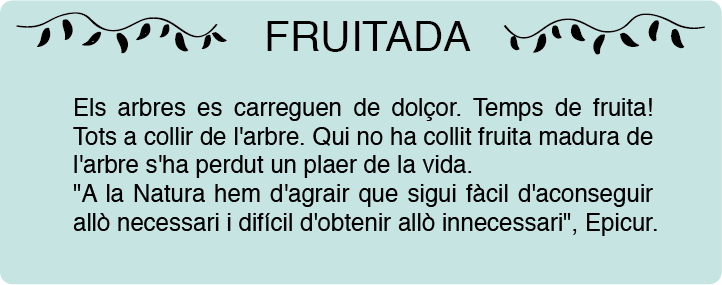 FRUITADA
Els arbres es carreguen de dolçor. Temps de fruita!
Tots a collir de l'arbre. Qui no ha collit fruita madura de
l'arbre s'ha perdut un plaer de la vida.
"A la Natura hem d'agrair que sigui fàcil d'aconseguir
allò necessari i difícil d'obtenir allò innecessari", Epicur.